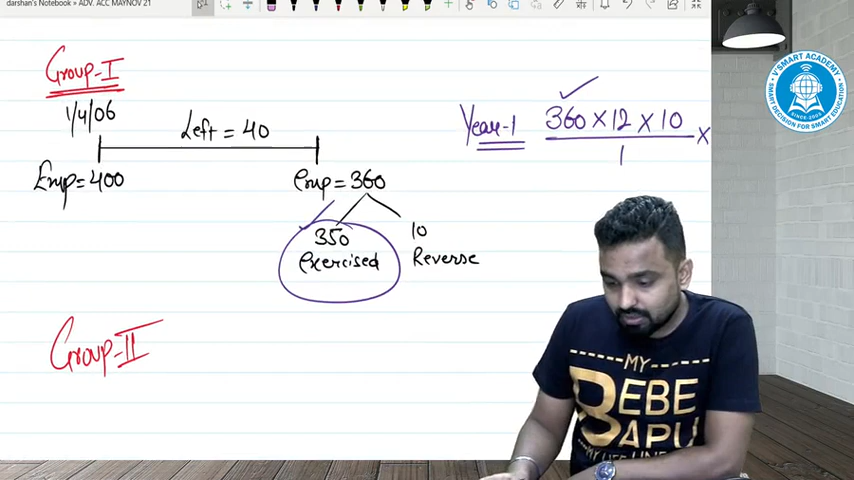 darshan's Notebook » ADV. ACC MAYNOV 21
Group-I
1/4/06
Left = 40
Emp=400
Emp = 360
350
exercised
10
Reverse
Year-1
360 × 12 × 10
1
×
Group-II
V'SMART ACADEMY
SINCE-2003
SMART DECISION FOR SMART EDUCATION
MY
BEBE
BAPU